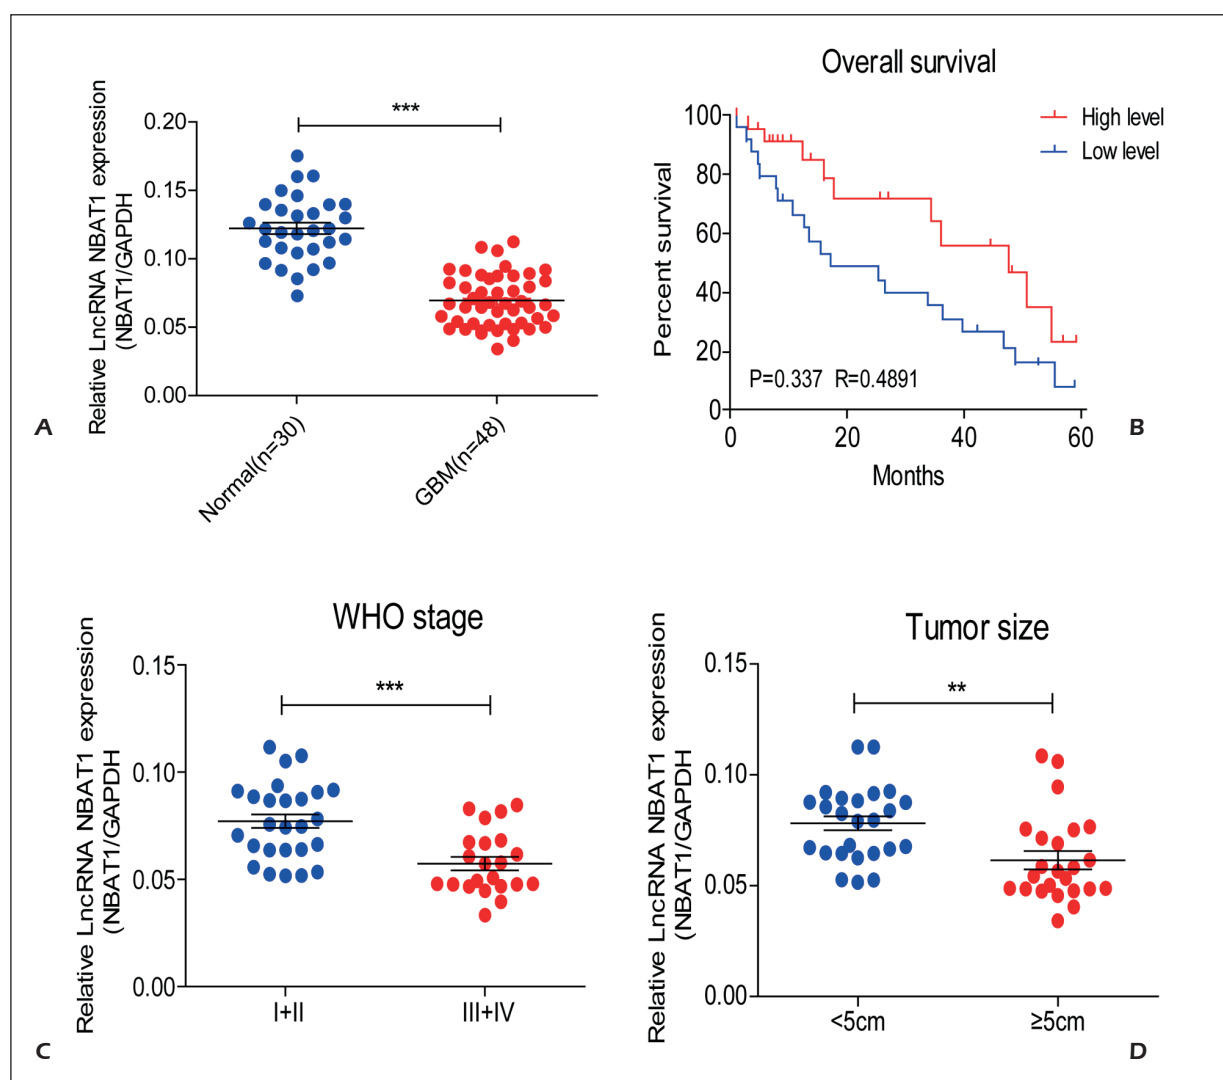 ***
Relative LncRNA NBAT1 expression
(NBAT1/GAPDH)
0.20
0.15
0.10
0.05
0.00
Normal(n=30)
GBM(n=48)
A
Overall survival
High level
Low level
Percent survival
100
80
60
40
20
0
P=0.337 R=0.4891
0 20 40 60
Months
B
WHO stage
***
Relative LncRNA NBAT1 expression
(NBAT1/GAPDH
0.15
0.10
0.05
0.00
I+II III+IV
C
Tumor size
**
Relative LncRNA NBAT1 expression
(NBAT1/GAPDH
0.15
0.10
0.05
0.00
<5cm ≥5cm
D